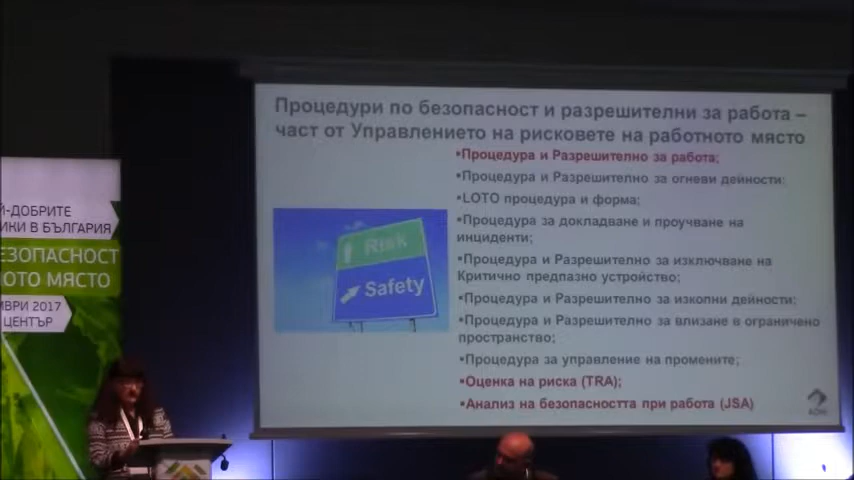 Процедури по безопасност и разрешителни за работа –
част от Управлението на рисковете на работното място
▪Процедура и Разрешително за работа;
▪Процедура и Разрешително за огневи дейности;
▪LOTO процедура и форма;
▪Процедура за докладване и проучване на
инциденти;
▪Процедура и Разрешително за изключване на
Критично предпазно устройство;
▪Процедура и Разрешително за изкопни дейности;
▪Процедура и Разрешително за влизане в ограничено
пространство;
▪Процедура за управление на промените;
▪Оценка на риска (TRA);
▪Анализ на безопасността при работа (JSA)
Risk
Safety
ADM
Й-ДОБРИТЕ
ИКИ В БЪЛГАРИЯ
ЕЗОПАСНОСТ
ОТО МЯСТО
МВРИ 2017
ЦЕНТЪР